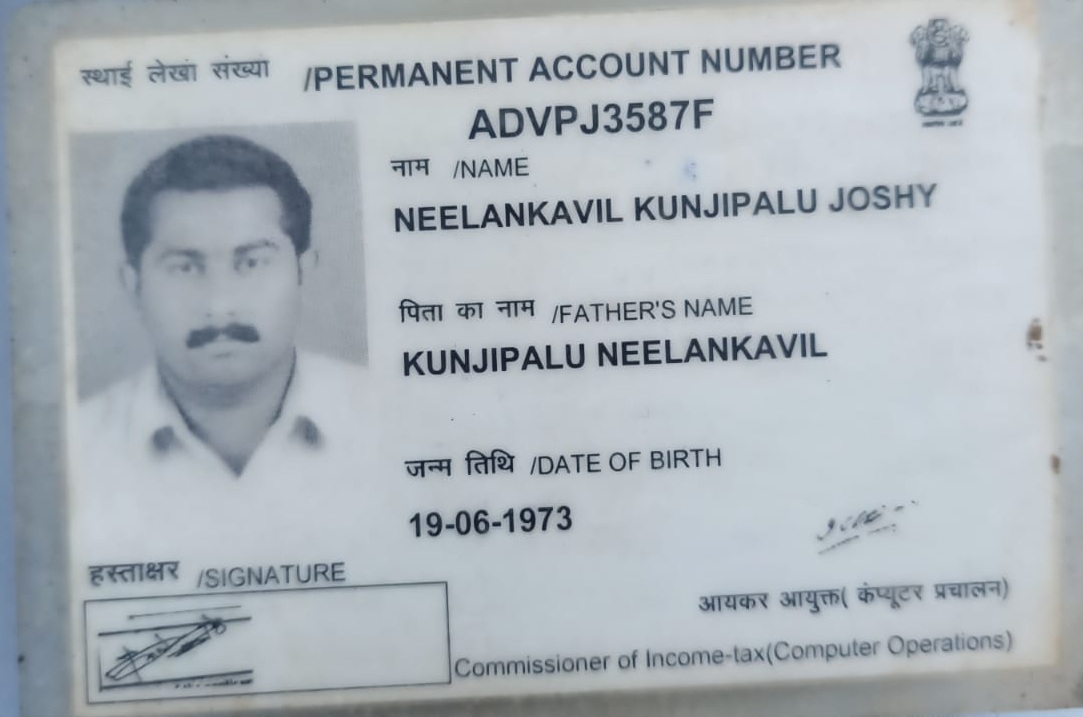 स्थाई लेखा संख्या /PERMANENT ACCOUNT NUMBER
ADVPJ3587F
नाम /NAME
NEELANKAVIL KUNJIPALU JOSHY
पिता का नाम /FATHER'S NAME
KUNJIPALU NEELANKAVIL
जन्म तिथि /DATE OF BIRTH
19-06-1973
हस्ताक्षर /SIGNATURE
आयकर आयुक्त( कंप्यूटर प्रचालन)
Commissioner of Income-tax(Computer Operations)